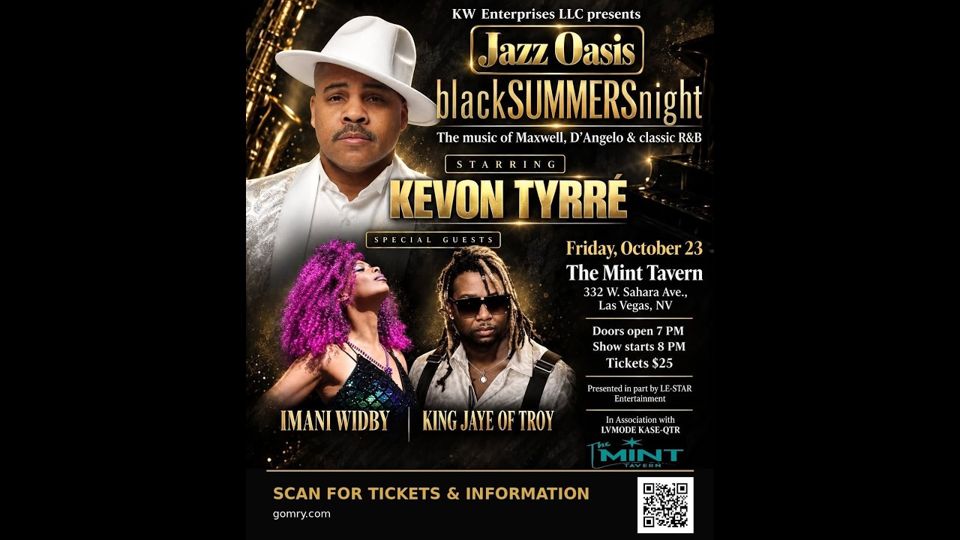 KW Enterprises LLC presents
Jazz Oasis
blackSUMMERSnight
The music of Maxwell, D'Angelo & classic R&B
STARRING
KEVON TYRRÉ
SPECIAL GUESTS
Friday, October 23
The Mint Tavern
332 W. Sahara Ave.,
Las Vegas, NV
Doors open 7 PM
Show starts 8 PM
Tickets $25
Presented in part by LE-STAR
Entertainment
In Association with
LVMODE KASE-QTR
The
MINT
TAVERN
IMANI WIDBY
KING JAYE OF TROY
SCAN FOR TICKETS & INFORMATION
gomry.com